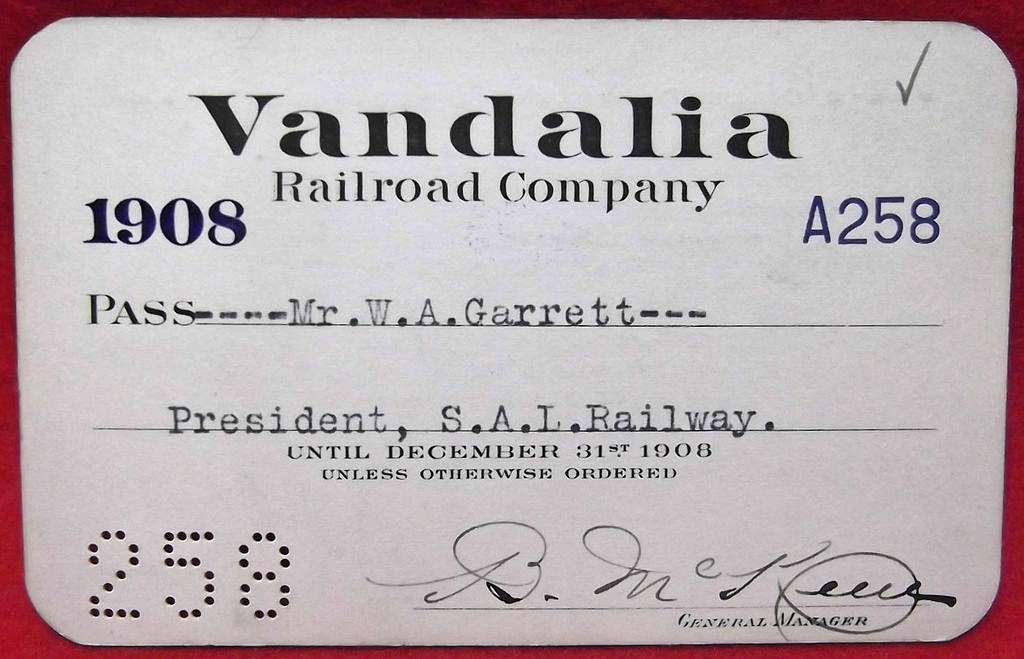 Vandalia
Railroad Company
1908
A258
PASS----Mr.W.A.Garrett---
President, S.A.L.Railway.
UNTIL DECEMBER 31ST 1908
UNLESS OTHERWISE ORDERED
258
B. McKeen
GENERAL MANAGER